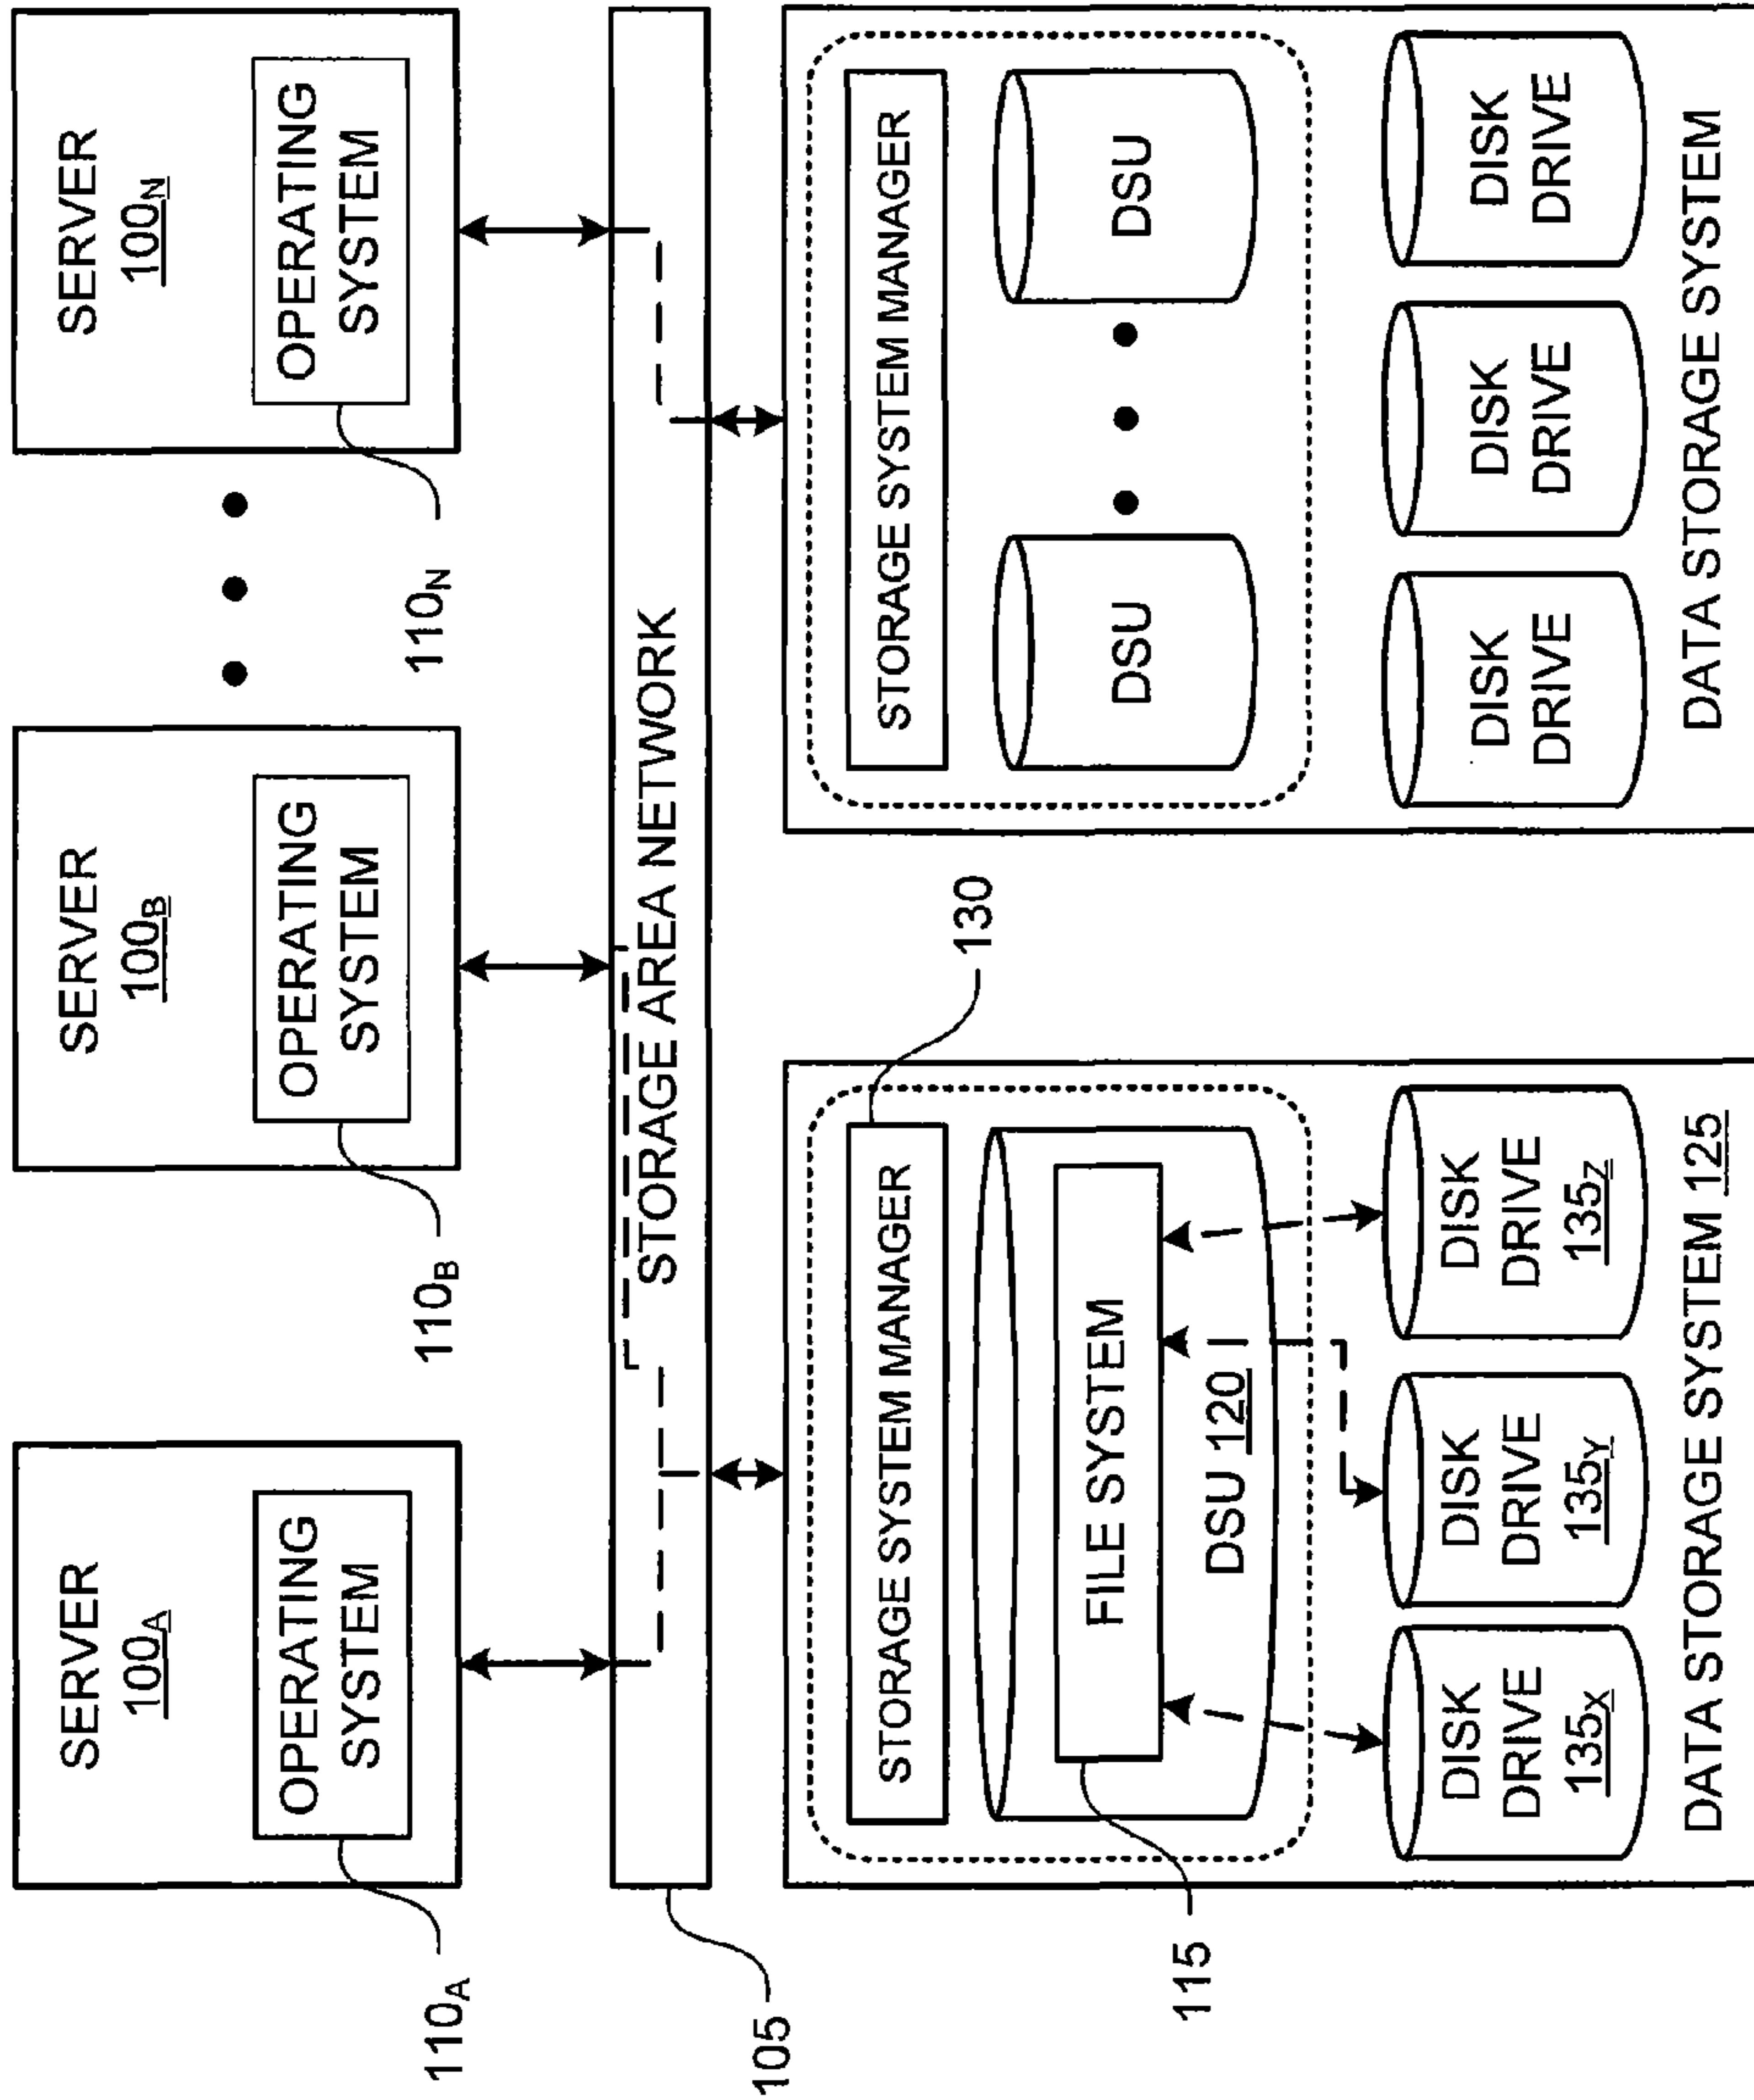 SERVER
100A
OPERATING
SYSTEM
110A
SERVER
100B
OPERATING
SYSTEM
110B
SERVER
100N
OPERATING
SYSTEM
110N
STORAGE AREA NETWORK
105
STORAGE SYSTEM MANAGER
130
FILE SYSTEM
115
DSU 120
DISK
DRIVE
135X
DISK
DRIVE
135Y
DISK
DRIVE
135Z
DATA STORAGE SYSTEM 125
STORAGE SYSTEM MANAGER
DSU
DSU
DISK
DRIVE
DISK
DRIVE
DISK
DRIVE
DATA STORAGE SYSTEM